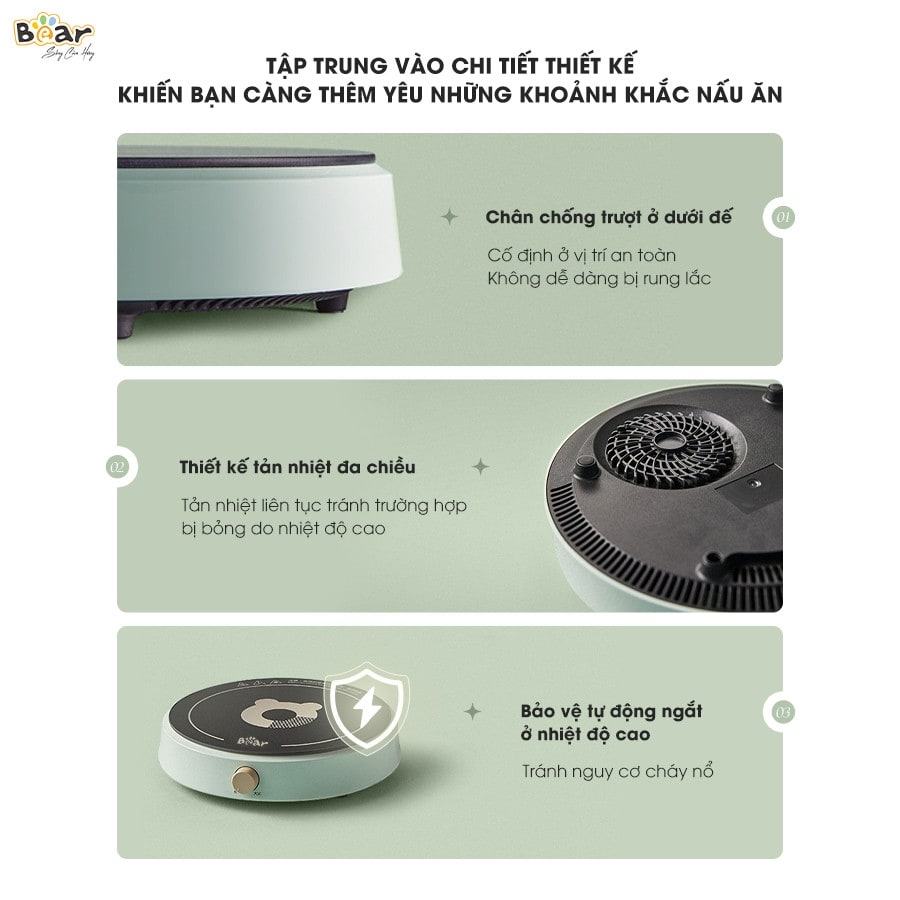 Bear
Sống Cảm Hứng
TẬP TRUNG VÀO CHI TIẾT THIẾT KẾ
KHIẾN BẠN CÀNG THÊM YÊU NHỮNG KHOẢNH KHẮC NẤU ĂN
Chân chống trượt ở dưới đế
01
Cố định ở vị trí an toàn
Không dễ dàng bị rung lắc
02
Thiết kế tản nhiệt đa chiều
Tản nhiệt liên tục tránh trường hợp
bị bỏng do nhiệt độ cao
Bear
Bảo vệ tự động ngắt
ở nhiệt độ cao
03
Tránh nguy cơ cháy nổ